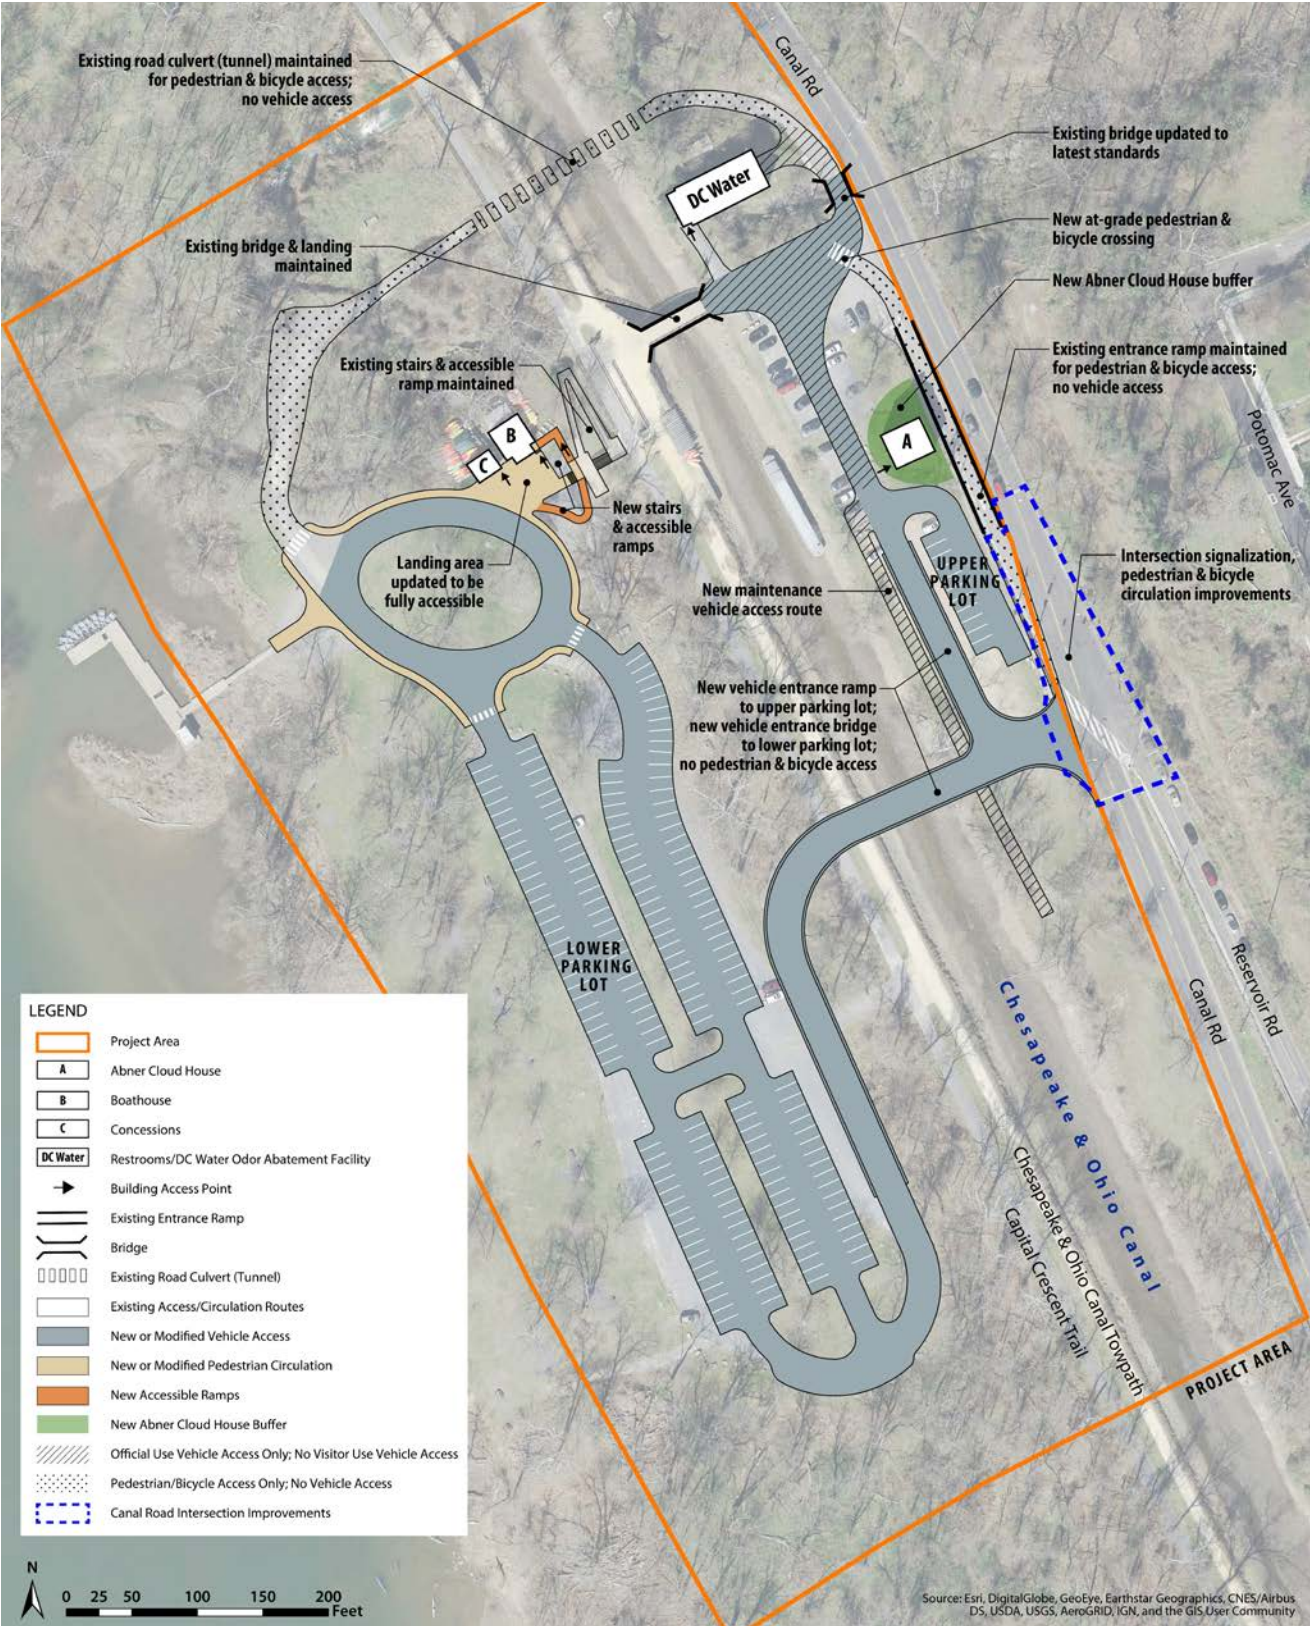 Canal Rd
Existing road culvert (tunnel) maintained
for pedestrian & bicycle access;
no vehicle access
Existing bridge updated to
latest standards
DC Water
New at-grade pedestrian &
bicycle crossing
Existing bridge & landing
maintained
New Abner Cloud House buffer
Existing stairs & accessible
ramp maintained
Existing entrance ramp maintained
for pedestrian & bicycle access;
no vehicle access
Potomac Ave
A
B
C
New stairs
& accessible
ramps
Landing area
updated to be
fully accessible
UPPER
PARKING
LOT
Intersection signalization,
pedestrian & bicycle
circulation improvements
New maintenance
vehicle access route
New vehicle entrance ramp
to upper parking lot;
new vehicle entrance bridge
to lower parking lot;
no pedestrian & bicycle access
LOWER
PARKING
LOT
Reservoir Rd
Canal Rd
Chesapeake & Ohio Canal
Chesapeake & Ohio Canal Towpath
Capital Crescent Trail
PROJECT AREA
LEGEND
Project Area
A Abner Cloud House
B Boathouse
C Concessions
DC Water Restrooms/DC Water Odor Abatement Facility
Building Access Point
Existing Entrance Ramp
Bridge
Existing Road Culvert (Tunnel)
Existing Access/Circulation Routes
New or Modified Vehicle Access
New or Modified Pedestrian Circulation
New Accessible Ramps
New Abner Cloud House Buffer
Official Use Vehicle Access Only; No Visitor Use Vehicle Access
Pedestrian/Bicycle Access Only; No Vehicle Access
Canal Road Intersection Improvements
N
0 25 50 100 150 200
Feet
Source: Esri, DigitalGlobe, GeoEye, Earthstar Geographics, CNES/Airbus
DS, USDA, USGS, AeroGRID, IGN, and the GIS User Community